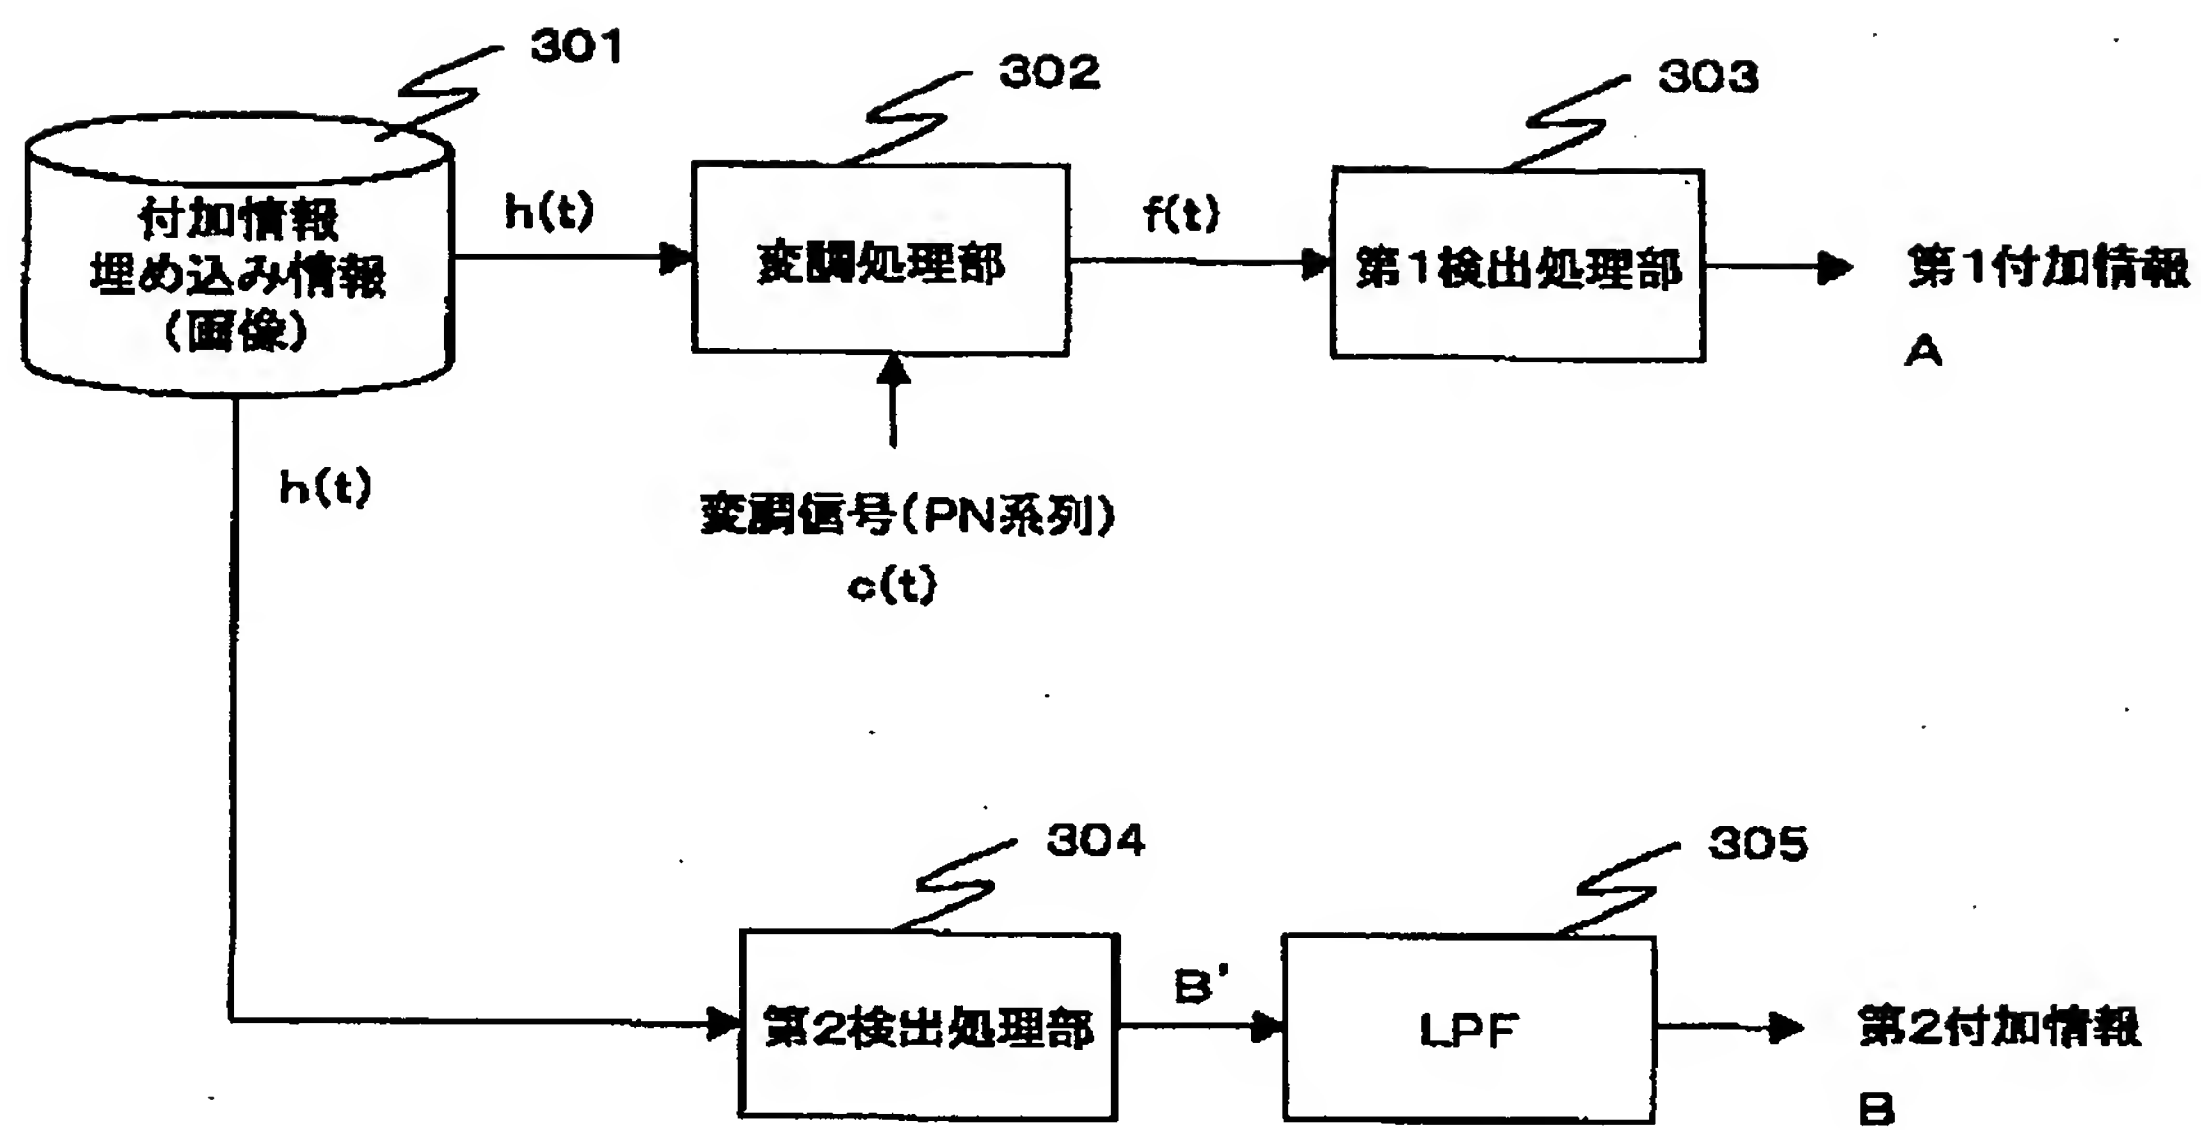 301
302
303
付加情報
埋め込み情報
(画像)
h(t)
変調処理部
f(t)
第1検出処理部
第1付加情報
A
h(t)
変調信号(PN系列)
c(t)
304
305
第2検出処理部
B'
LPF
第2付加情報
B